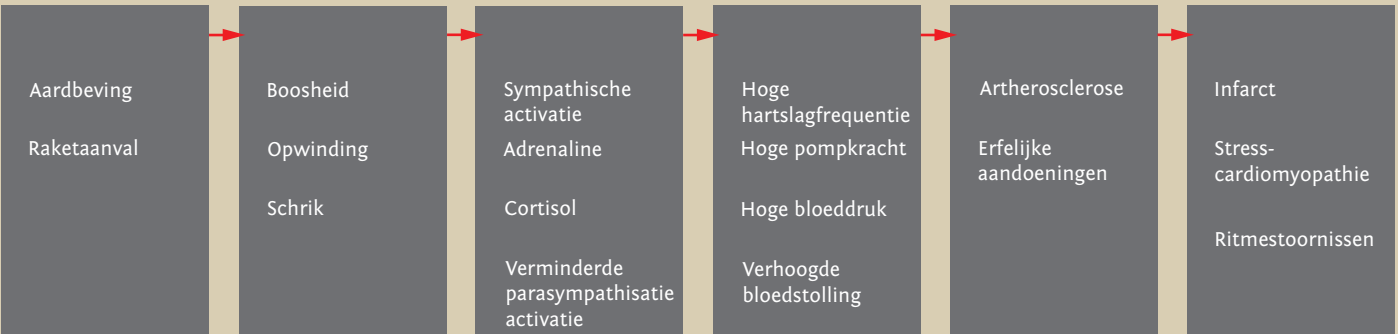 Aardbeving
Raketaanval
Boosheid
Opwinding
Schrik
Sympathische
activatie
Adrenaline
Cortisol
Verminderde
parasympathisatie
activatie
Hoge
hartslagfrequentie
Hoge pompkracht
Hoge bloeddruk
Verhoogde
bloedstolling
Artherosclerose
Erfelijke
aandoeningen
Infarct
Stress-
cardiomyopathie
Ritmestoornissen